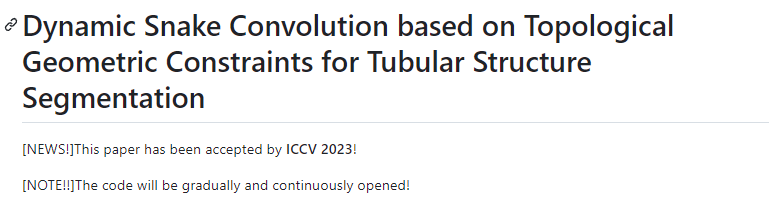 Dynamic Snake Convolution based on Topological
Geometric Constraints for Tubular Structure
Segmentation
[NEWS!]This paper has been accepted by ICCV 2023!
[NOTE!!]The code will be gradually and continuously opened!